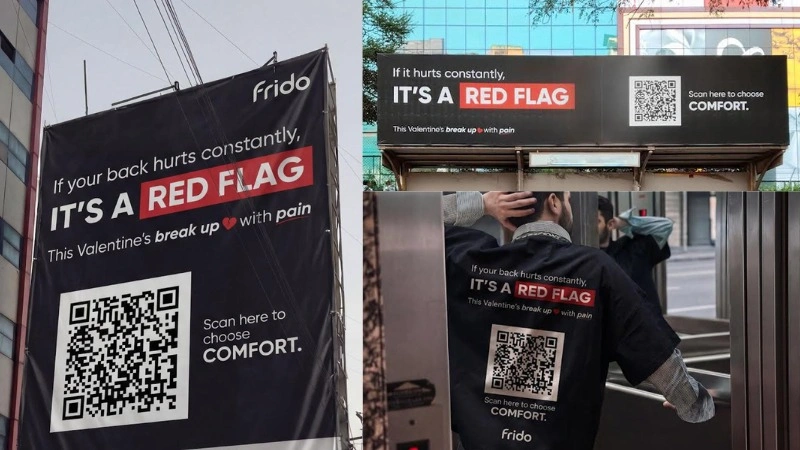 frido
If your back hurts constantly,
IT'S A RED FLAG
This Valentine's break up with pain
Scan here to
choose
COMFORT.
If it hurts constantly,
IT'S A RED FLAG
This Valentine's break up with pain
Scan here to choose
COMFORT.
If your back hurts constantly,
IT'S A RED FLAG
This Valentine's break up with pain
Scan here to choose
COMFORT.
frido